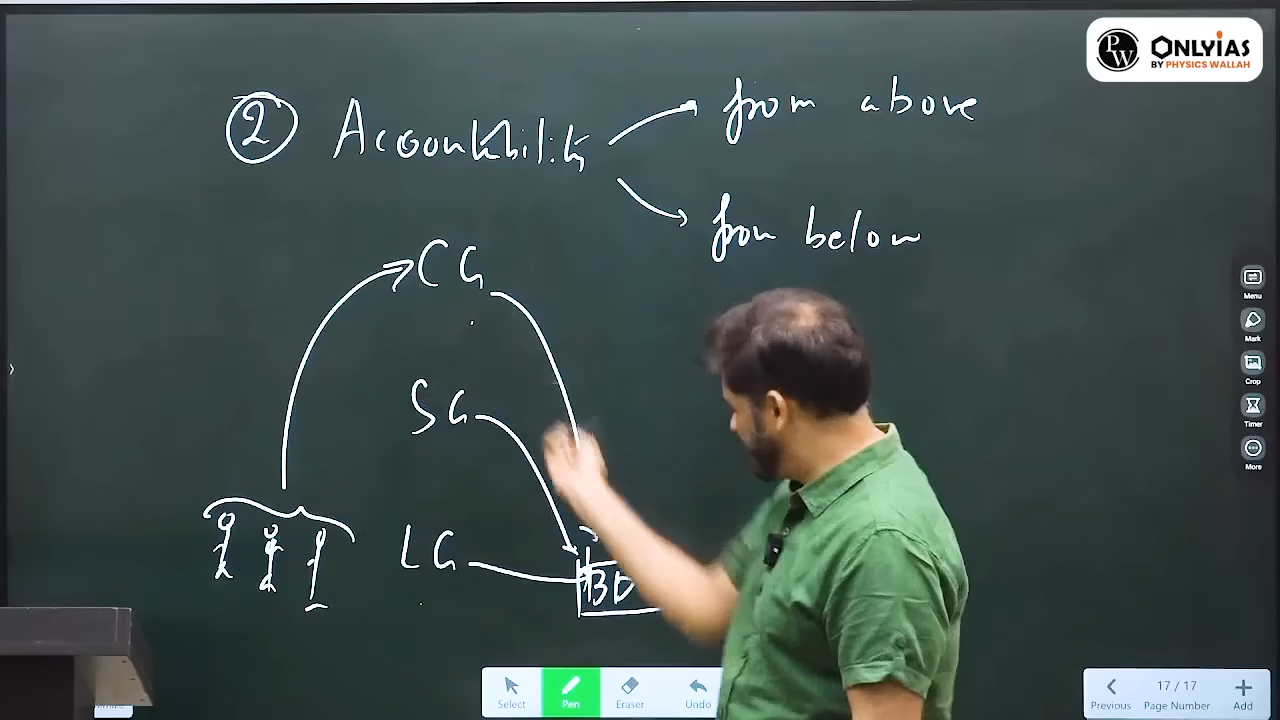 PW ONLYIAS
BY PHYSICS WALLAH
2 Accountability
from above
from below
CG
SG
LG
Menu
Mark
Crop
Timer
More
Select
Pen
Eraser
Undo
Previous
17 / 17
Page Number
Add